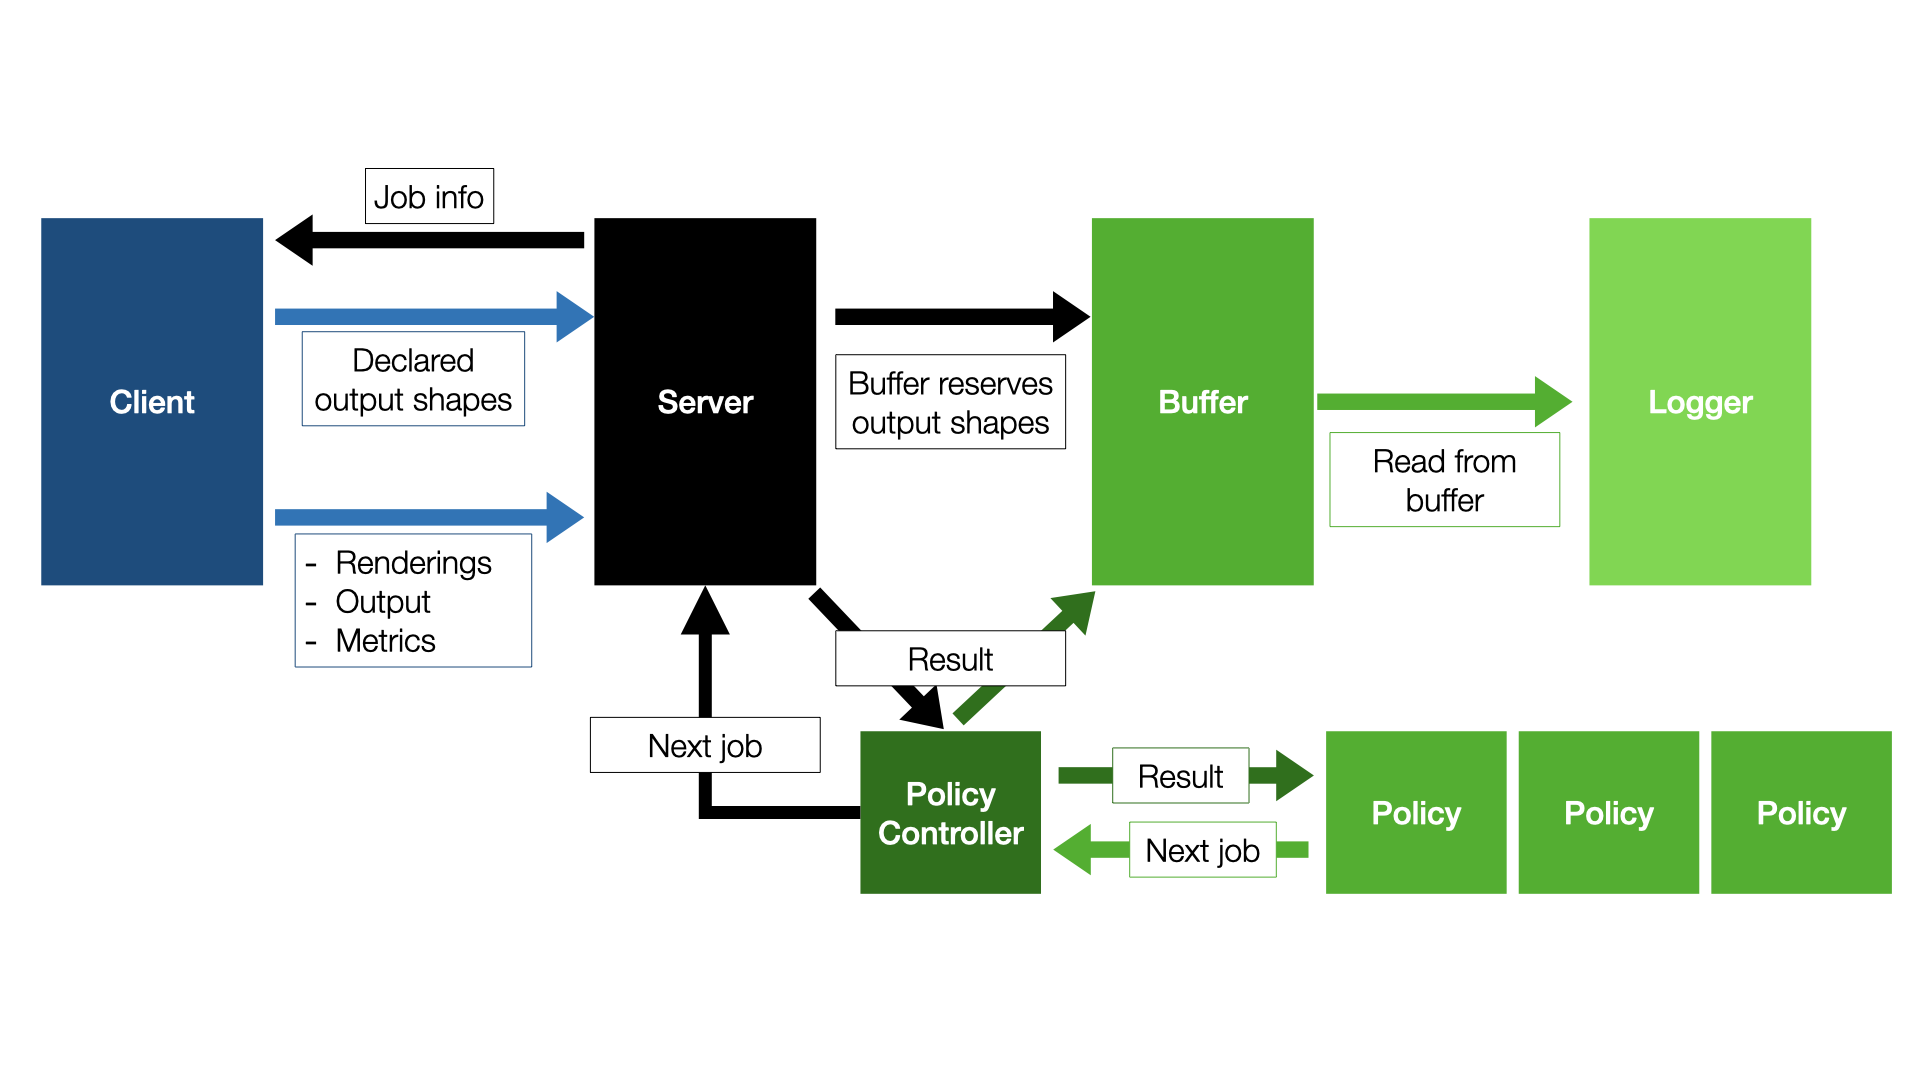 Job info
Client
Declared
output shapes
- Renderings
- Output
- Metrics
Server
Buffer reserves
output shapes
Buffer
Read from
buffer
Logger
Result
Next job
Policy
Controller
Result
Next job
Policy
Policy
Policy